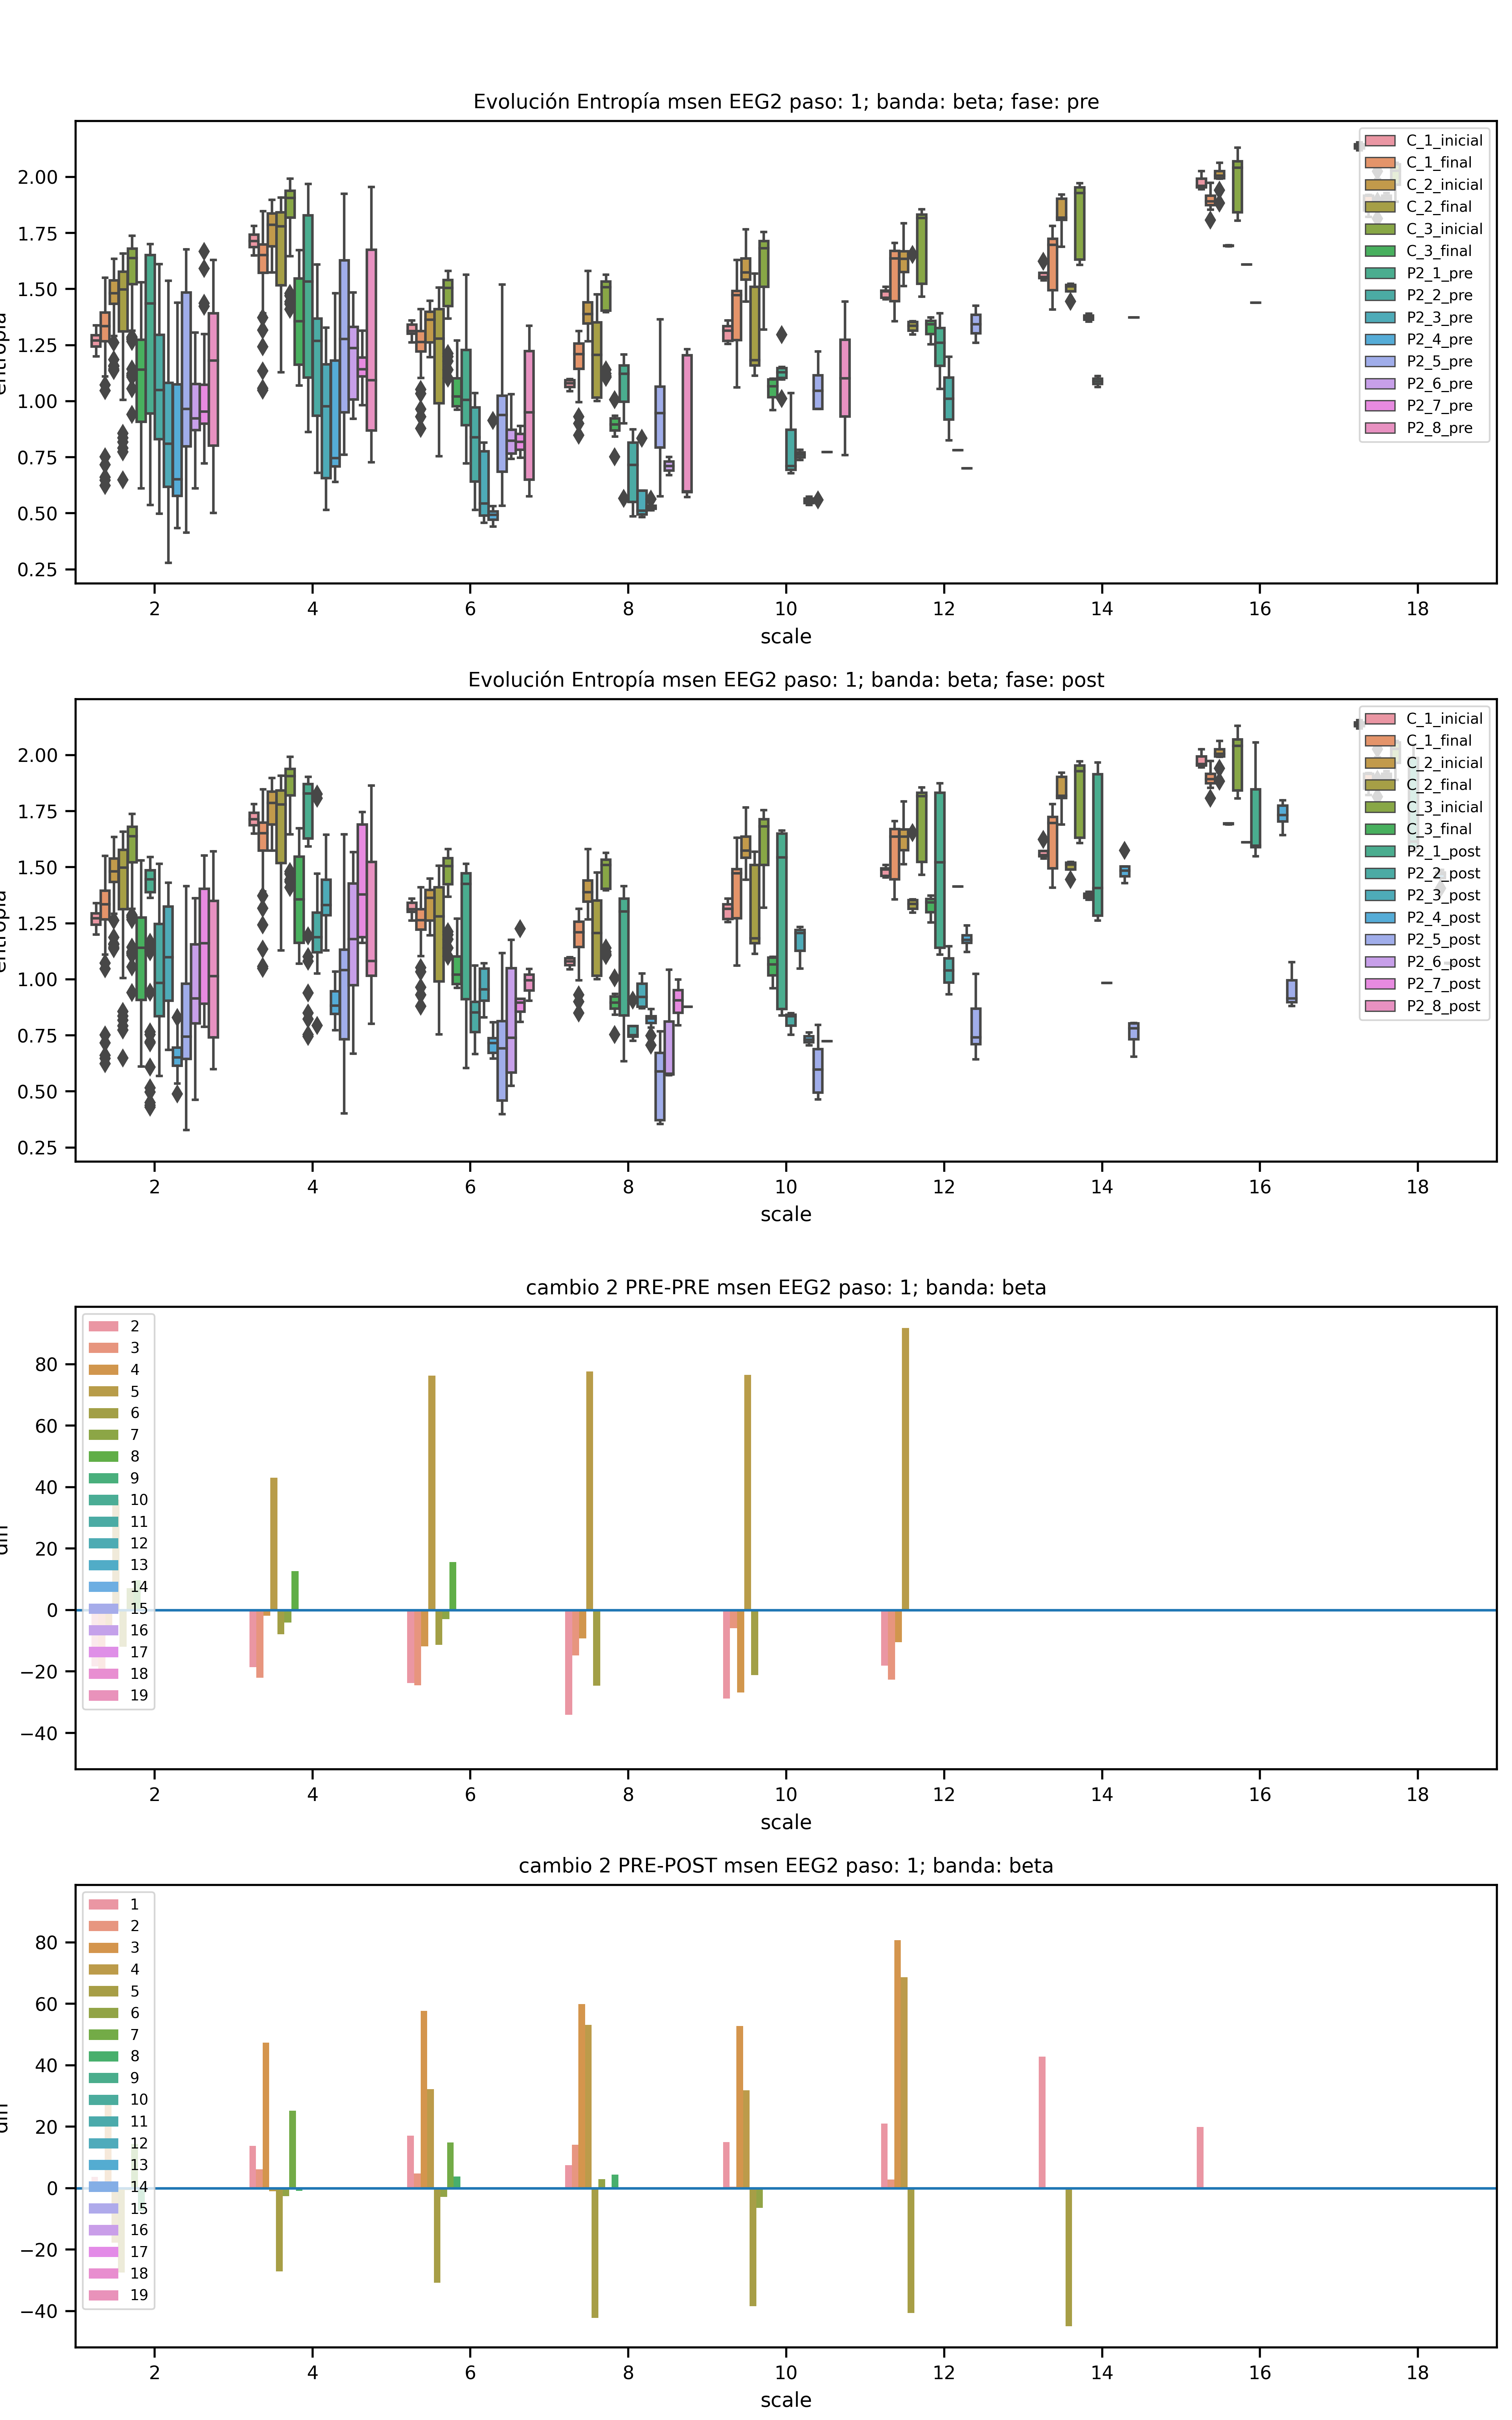 Evolución Entropía msen EEG2 paso: 1; banda: beta; fase: pre
2.00
1.75
1.50
1.25
1.00
0.75
0.50
0.25
C_1_inicial
C_1_final
C_2_inicial
C_2_final
C_3_inicial
C_3_final
P2_1_pre
P2_2_pre
P2_3_pre
P2_4_pre
P2_5_pre
P2_6_pre
P2_7_pre
P2_8_pre
2 4 6 8 10 12 14 16 18
scale
Evolución Entropía msen EEG2 paso: 1; banda: beta; fase: post
2.00
1.75
1.50
1.25
1.00
0.75
0.50
0.25
C_1_inicial
C_1_final
C_2_inicial
C_2_final
C_3_inicial
C_3_final
P2_1_post
P2_2_post
P2_3_post
P2_4_post
P2_5_post
P2_6_post
P2_7_post
P2_8_post
2 4 6 8 10 12 14 16 18
scale
cambio 2 PRE-PRE msen EEG2 paso: 1; banda: beta
80
60
40
20
0
−20
−40
2
3
4
5
6
7
8
9
10
11
12
13
14
15
16
17
18
19
2 4 6 8 10 12 14 16 18
scale
cambio 2 PRE-POST msen EEG2 paso: 1; banda: beta
80
60
40
20
0
−20
−40
1
2
3
4
5
6
7
8
9
10
11
12
13
14
15
16
17
18
19
2 4 6 8 10 12 14 16 18
scale